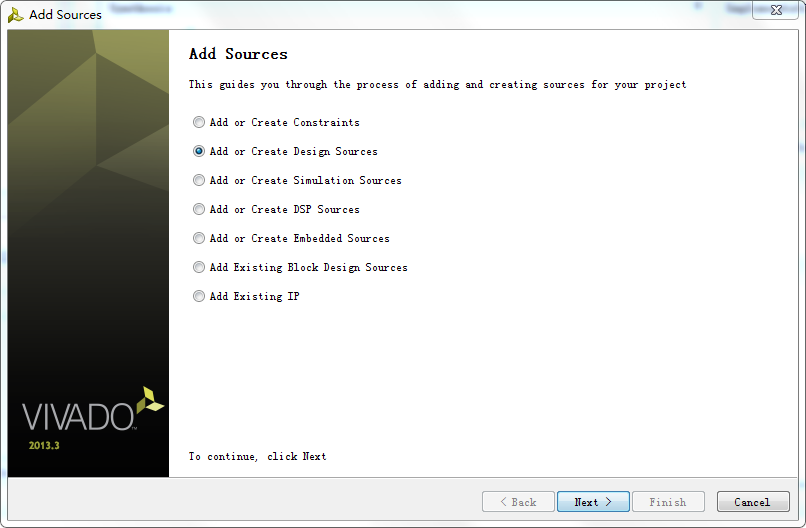 Add Sources
Add Sources
This guides you through the process of adding and creating sources for your project
Add or Create Constraints
Add or Create Design Sources
Add or Create Simulation Sources
Add or Create DSP Sources
Add or Create Embedded Sources
Add Existing Block Design Sources
Add Existing IP
VIVADO™
2013.3
To continue, click Next
< Back
Next >
Finish
Cancel